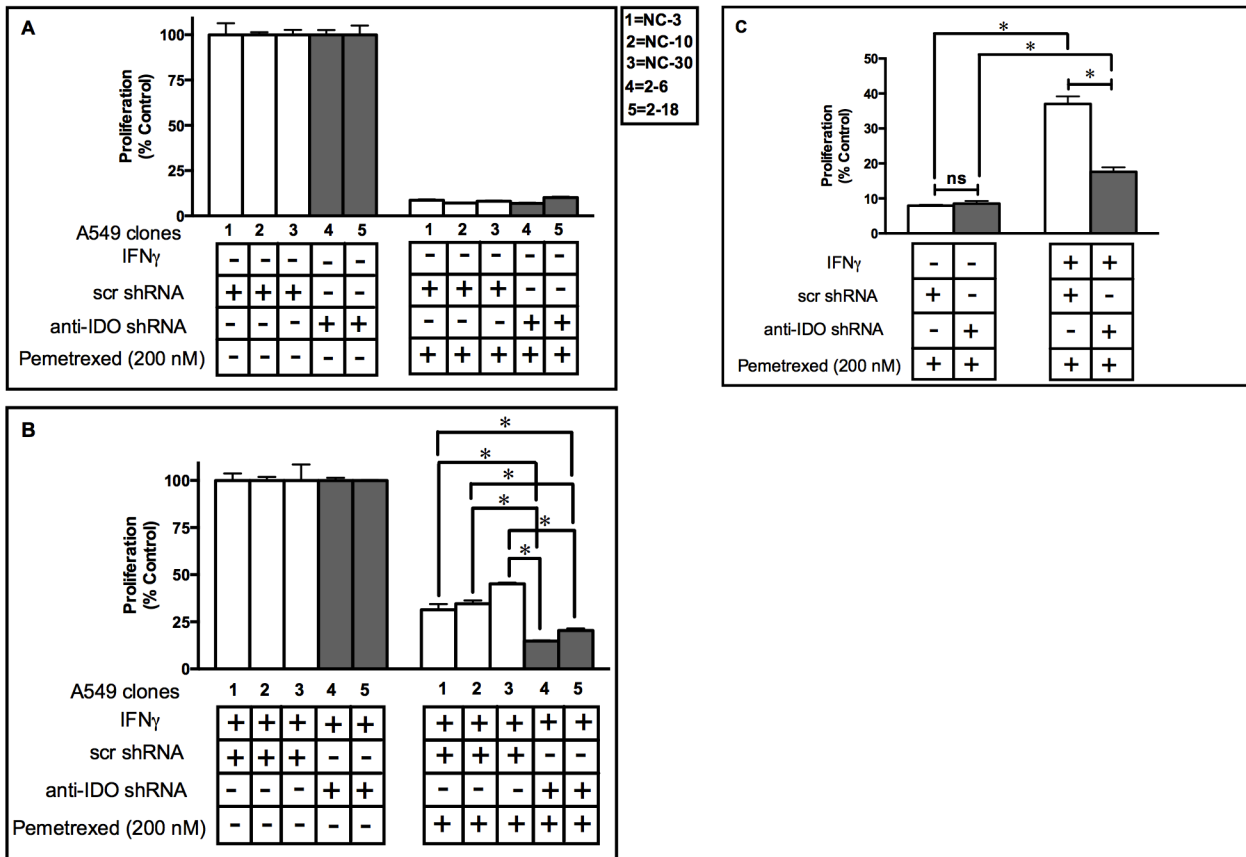 A
Proliferation
(% Control)
100
75
50
25
0
A549 clones 1 2 3 4 5 1 2 3 4 5
IFNγ - - - - - - - - - -
scr shRNA + + + - - + + + - -
anti-IDO shRNA - - - + + - - - + +
Pemetrexed (200 nM) - - - - - + + + + +
1=NC-3
2=NC-10
3=NC-30
4=2-6
5=2-18
C
Proliferation
(% Control)
50
40
30
20
10
0
*
*
*
ns
IFNγ - - + +
scr shRNA + - + -
anti-IDO shRNA - + - +
Pemetrexed (200 nM) + + + +
B
Proliferation
(% Control)
100
75
50
25
0
*
*
*
*
*
*
A549 clones 1 2 3 4 5 1 2 3 4 5
IFNγ + + + + + + + + + +
scr shRNA + + + - - + + + - -
anti-IDO shRNA - - - + + - - - + +
Pemetrexed (200 nM) - - - - - + + + + +